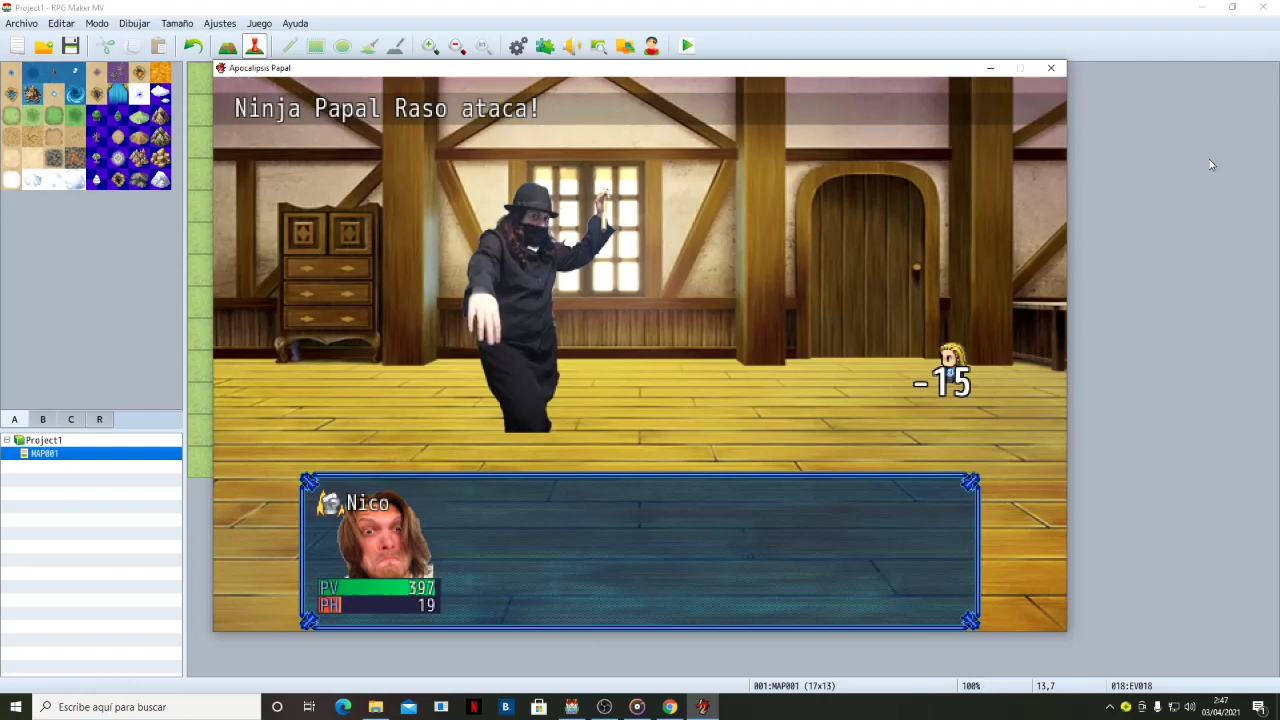 Project1 - RPG Maker MV
Archivo Editar Modo Dibujar Tamaño Ajustes Juego Ayuda
Apocalipsis Papal
Ninja Papal Raso ataca!
-15
A B C R
Project1
MAP001
Nico
PV 397
PH 19
001:MAP001 (17x13) 100% 13,7 018:EV018
Escribe aquí para buscar
2:47
03/04/2021